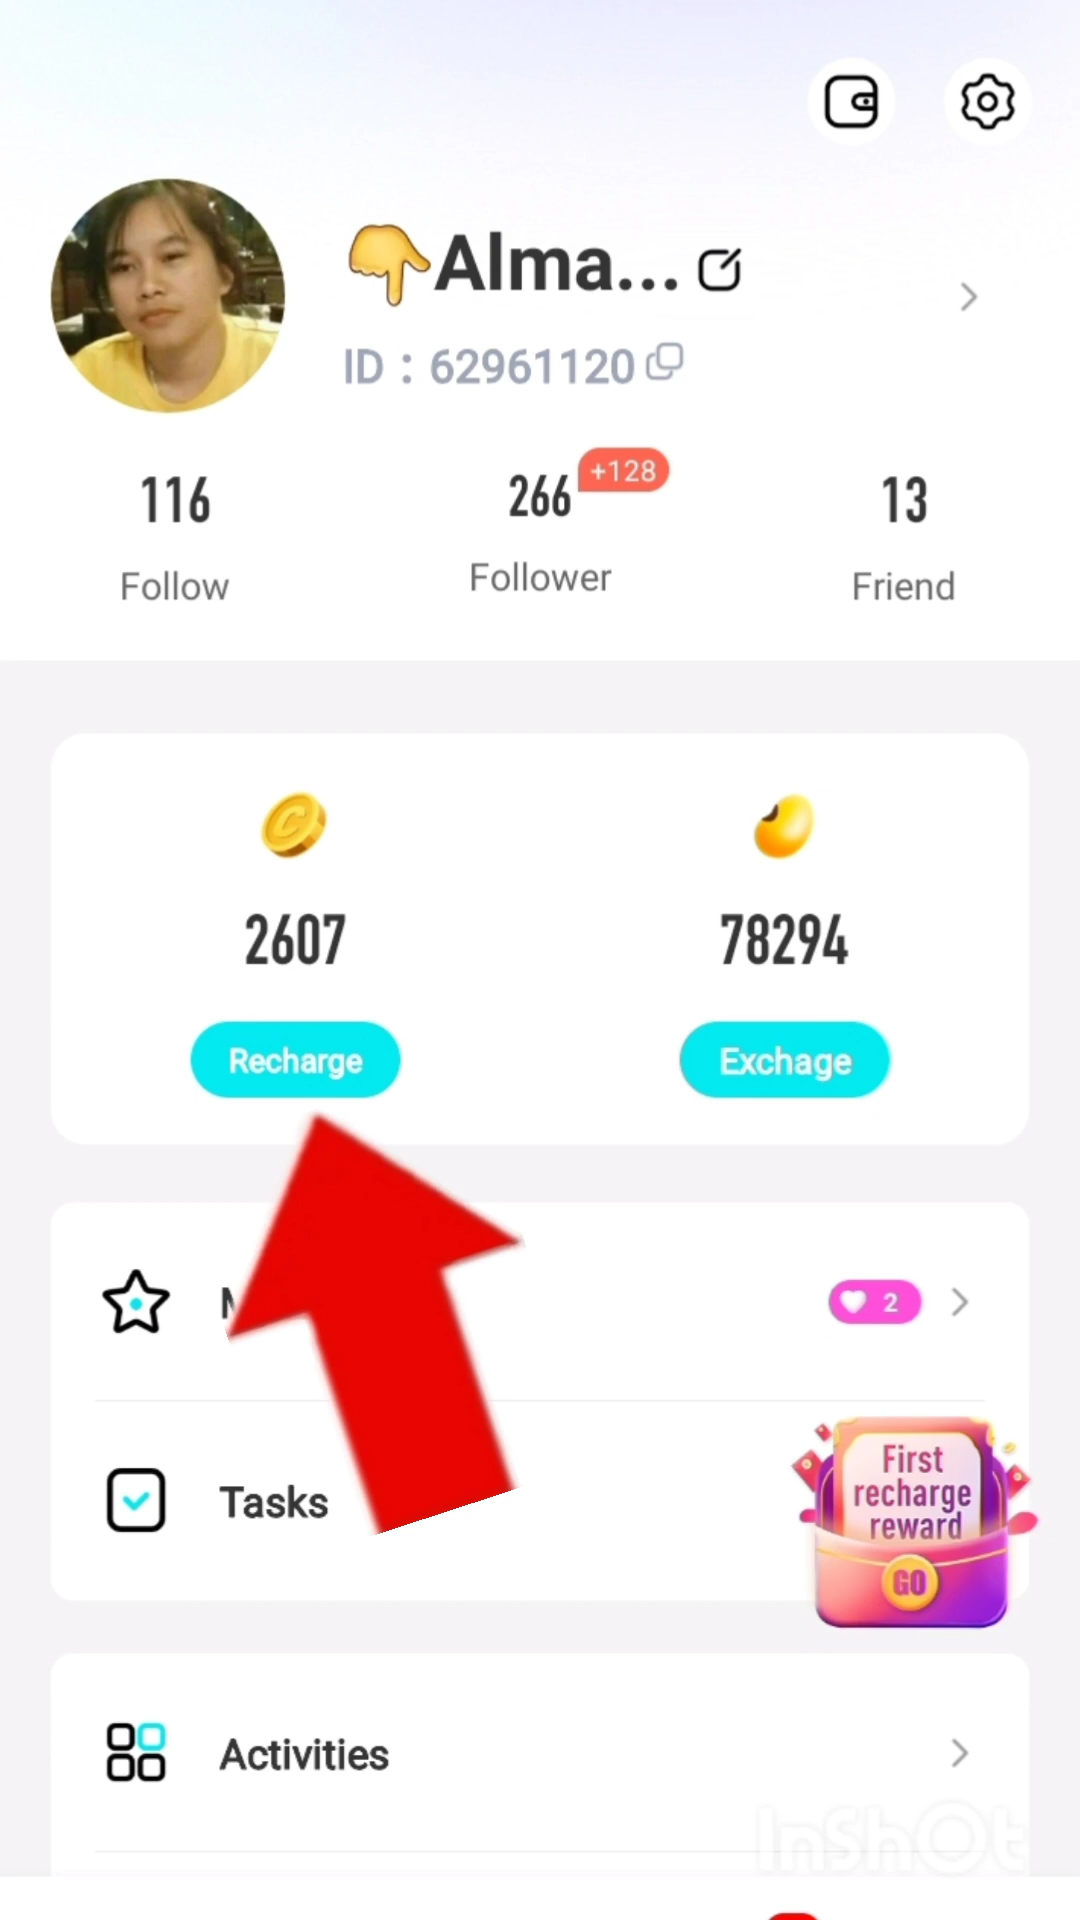 Alma...
ID : 62961120
116
266
+128
13
Follow
Follower
Friend
2607
78294
Recharge
Exchage
2
First
recharge
reward
GO
Tasks
Activities
InShOt